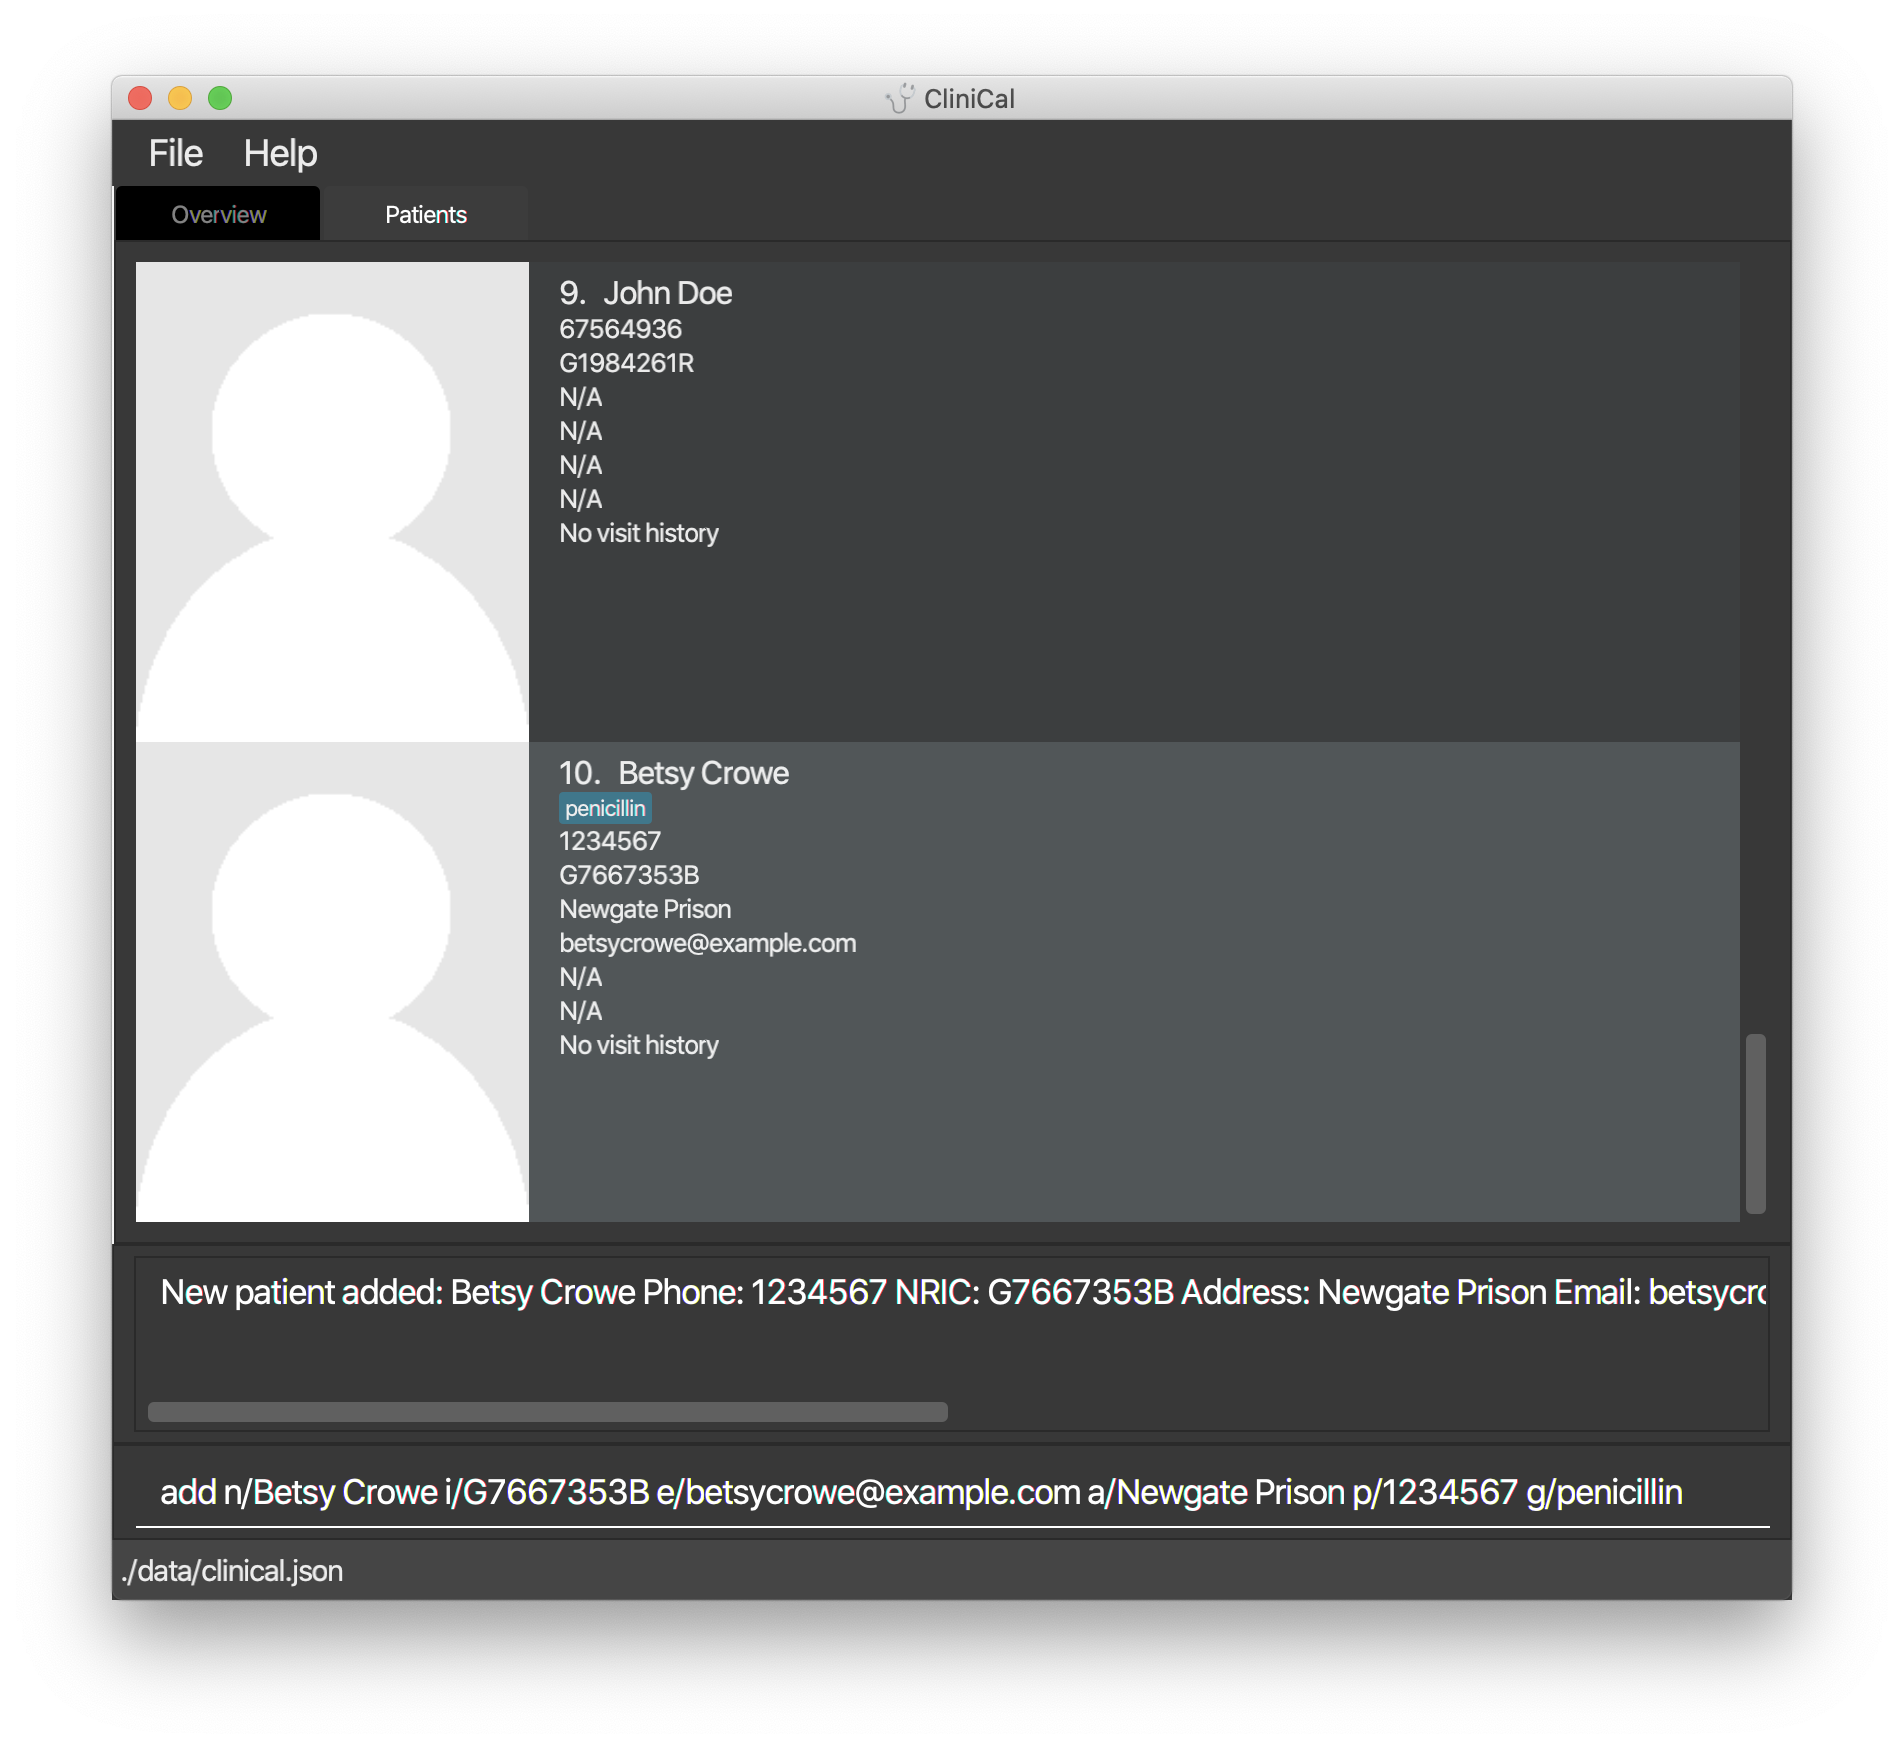 CliniCal
File Help
Overview Patients
9. John Doe
67564936
G1984261R
N/A
N/A
N/A
N/A
No visit history
10. Betsy Crowe
penicillin
1234567
G7667353B
Newgate Prison
betsycrowe@example.com
N/A
N/A
No visit history
New patient added: Betsy Crowe Phone: 1234567 NRIC: G7667353B Address: Newgate Prison Email: betsycro
add n/Betsy Crowe i/G7667353B e/betsycrowe@example.com a/Newgate Prison p/1234567 g/penicillin
./data/clinical.json